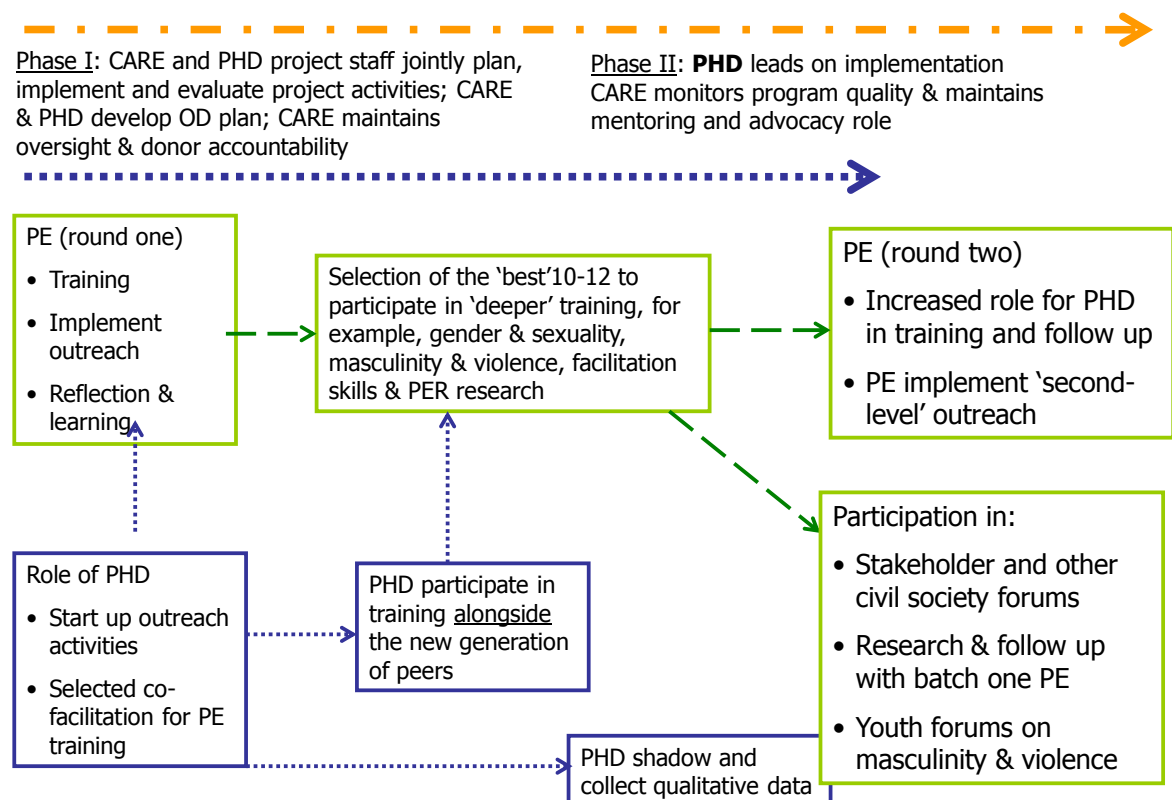 Phase I: CARE and PHD project staff jointly plan,
implement and evaluate project activities; CARE
& PHD develop OD plan; CARE maintains
oversight & donor accountability
Phase II: PHD leads on implementation
CARE monitors program quality & maintains
mentoring and advocacy role
PE (round one)
• Training
• Implement
outreach
• Reflection &
learning
Selection of the ‘best’10-12 to
participate in ‘deeper’ training, for
example, gender & sexuality,
masculinity & violence, facilitation
skills & PER research
PE (round two)
• Increased role for PHD
in training and follow up
• PE implement ‘second-
level’ outreach
Role of PHD
• Start up outreach
activities
• Selected co-
facilitation for PE
training
PHD participate in
training alongside
the new generation
of peers
Participation in:
• Stakeholder and other
civil society forums
• Research & follow up
with batch one PE
• Youth forums on
masculinity & violence
PHD shadow and
collect qualitative data